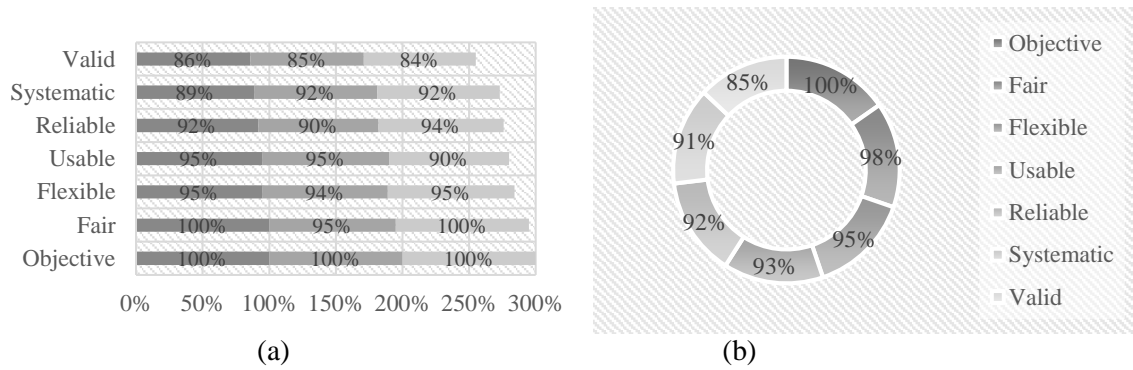 Valid 86% 85% 84%
Systematic 89% 92% 92%
Reliable 92% 90% 94%
Usable 95% 95% 90%
Flexible 95% 94% 95%
Fair 100% 95% 100%
Objective 100% 100% 100%
0% 50% 100% 150% 200% 250% 300%
(a)
100%
98%
95%
93%
92%
91%
85%
Objective
Fair
Flexible
Usable
Reliable
Systematic
Valid
(b)